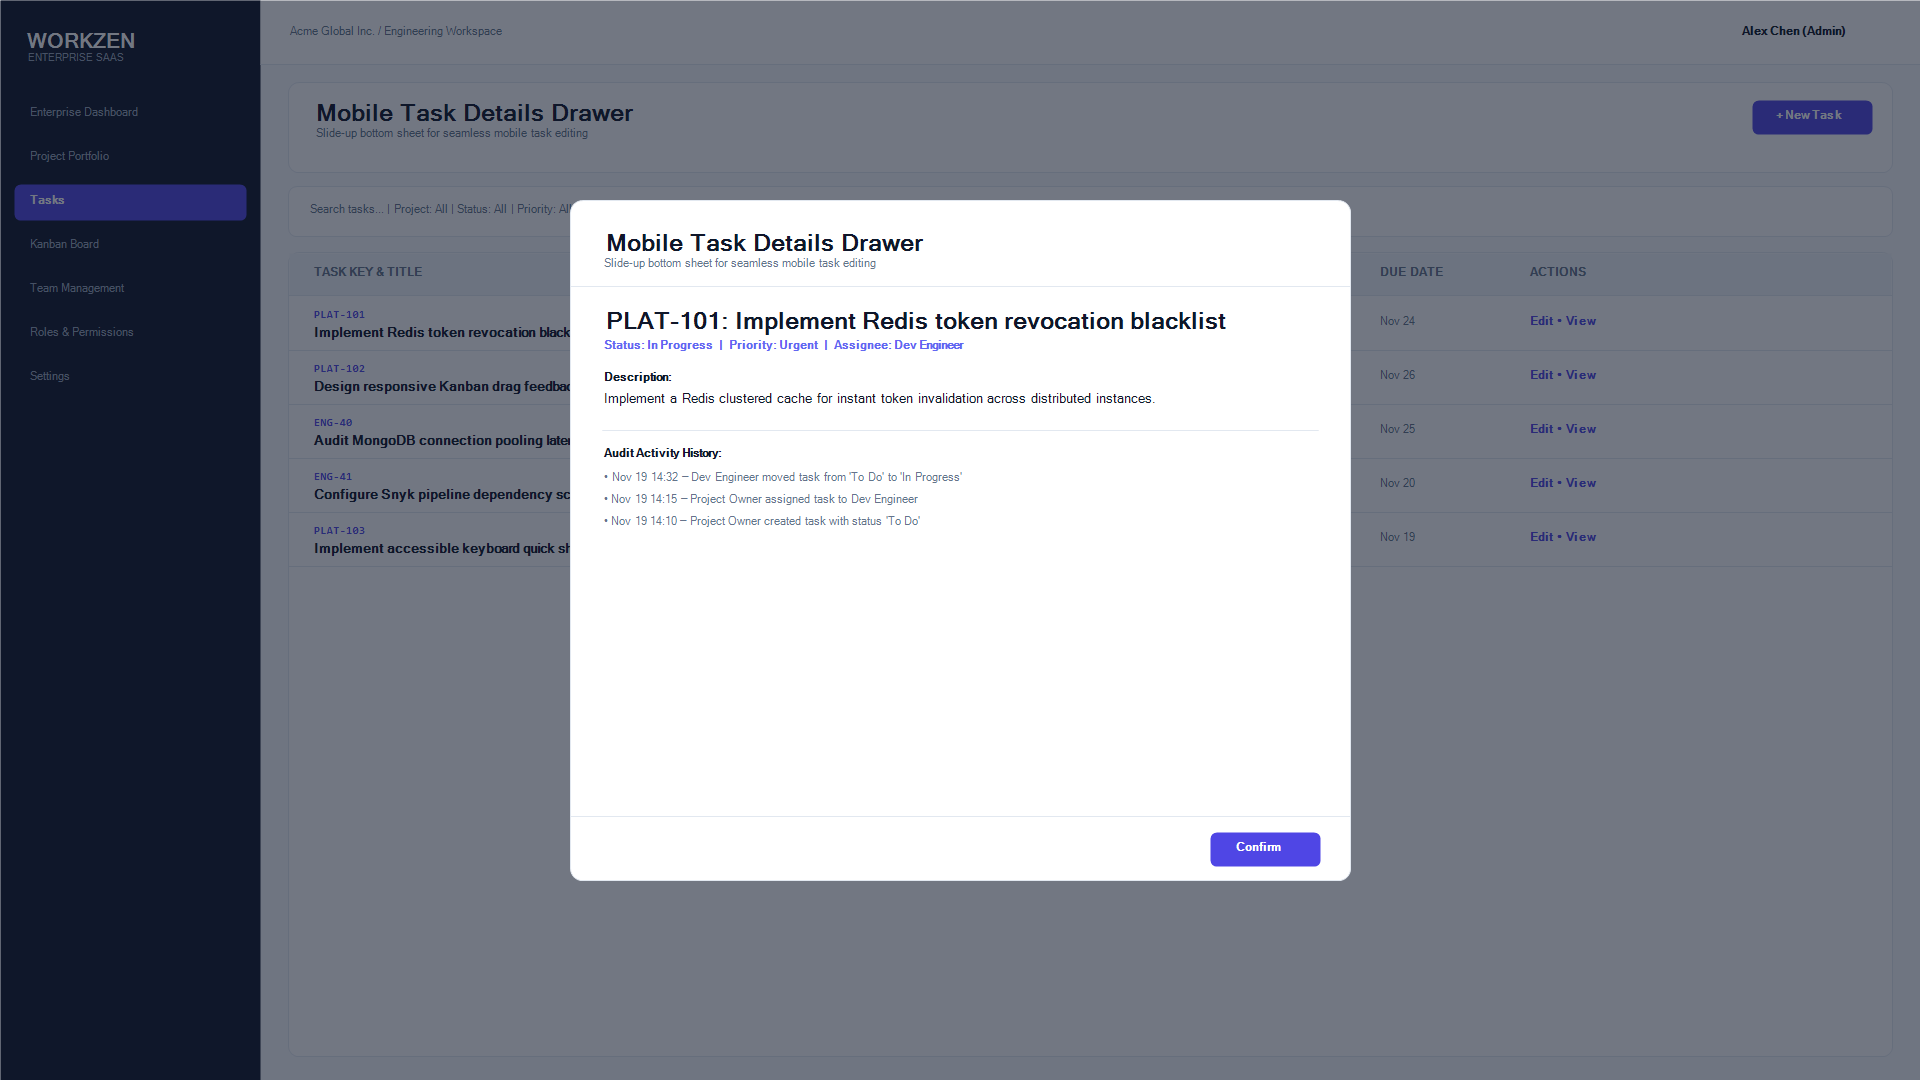 WORKZEN
ENTERPRISE SAAS
Enterprise Dashboard
Project Portfolio
Tasks
Kanban Board
Team Management
Roles & Permissions
Settings
Acme Global Inc. / Engineering Workspace
Alex Chen (Admin)
Mobile Task Details Drawer
Slide-up bottom sheet for seamless mobile task editing
+ New Task
Search tasks... | Project: All | Status: All | Priority: All
TASK KEY & TITLE
DUE DATE
ACTIONS
PLAT-101
Implement Redis token revocation black
Nov 24
Edit • View
PLAT-102
Design responsive Kanban drag feedbac
Nov 26
Edit • View
ENG-40
Audit MongoDB connection pooling late
Nov 25
Edit • View
ENG-41
Configure Snyk pipeline dependency sc
Nov 20
Edit • View
PLAT-103
Implement accessible keyboard quick sh
Nov 19
Edit • View
Mobile Task Details Drawer
Slide-up bottom sheet for seamless mobile task editing
PLAT-101: Implement Redis token revocation blacklist
Status: In Progress | Priority: Urgent | Assignee: Dev Engineer
Description:
Implement a Redis clustered cache for instant token invalidation across distributed instances.
Audit Activity History:
• Nov 19 14:32 – Dev Engineer moved task from 'To Do' to 'In Progress'
• Nov 19 14:15 – Project Owner assigned task to Dev Engineer
• Nov 19 14:10 – Project Owner created task with status 'To Do'
Confirm